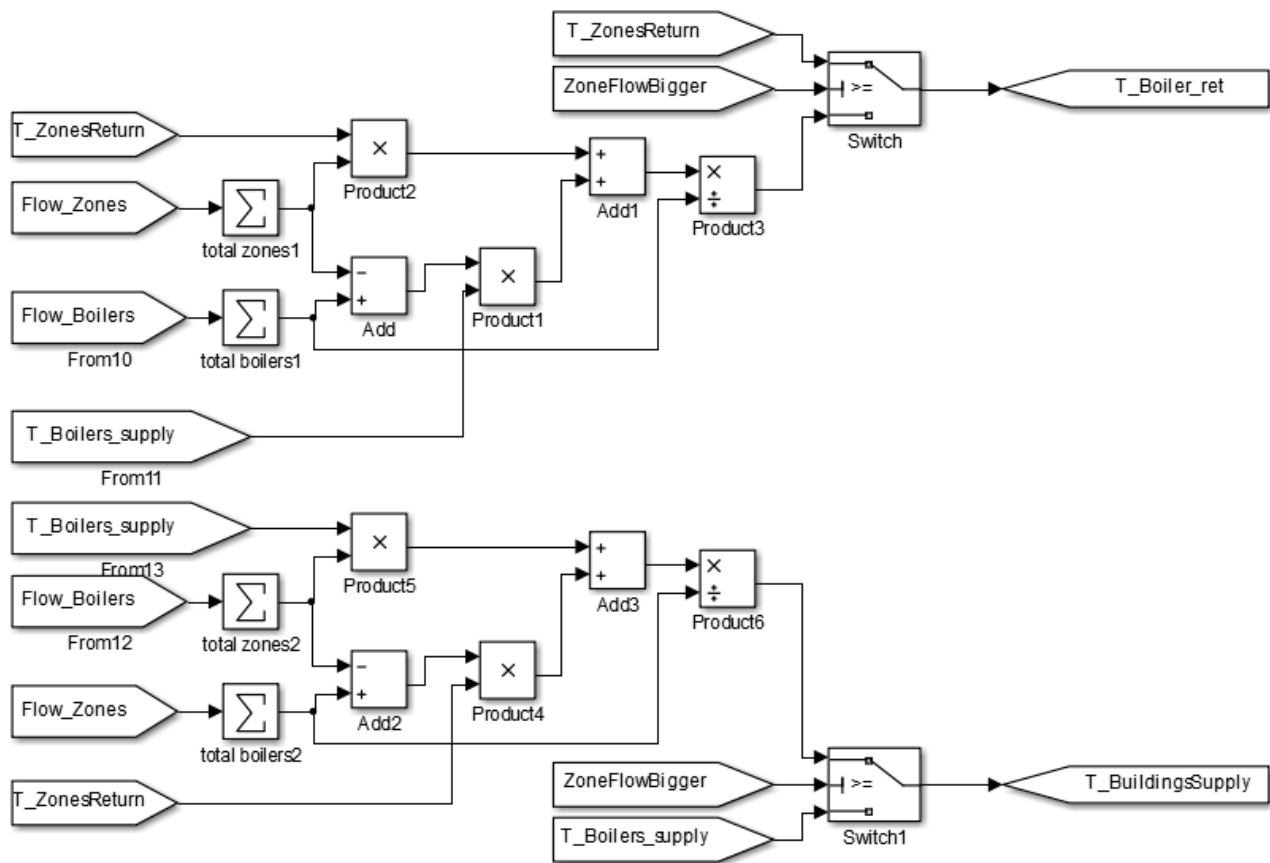 T_ZonesReturn
ZoneFlowBigger
>=
T_Boiler_ret
Switch
T_ZonesReturn
×
Product2
+
+
Add1
×
÷
Product3
Flow_Zones
∑
total zones1
−
+
Add
×
Product1
Flow_Boilers
From10
∑
total boilers1
T_Boilers_supply
From11
T_Boilers_supply
From13
×
Product5
+
+
Add3
×
÷
Product6
Flow_Boilers
From12
∑
total zones2
−
+
Add2
×
Product4
Flow_Zones
∑
total boilers2
T_ZonesReturn
ZoneFlowBigger
>=
T_BuildingsSupply
T_Boilers_supply
Switch1